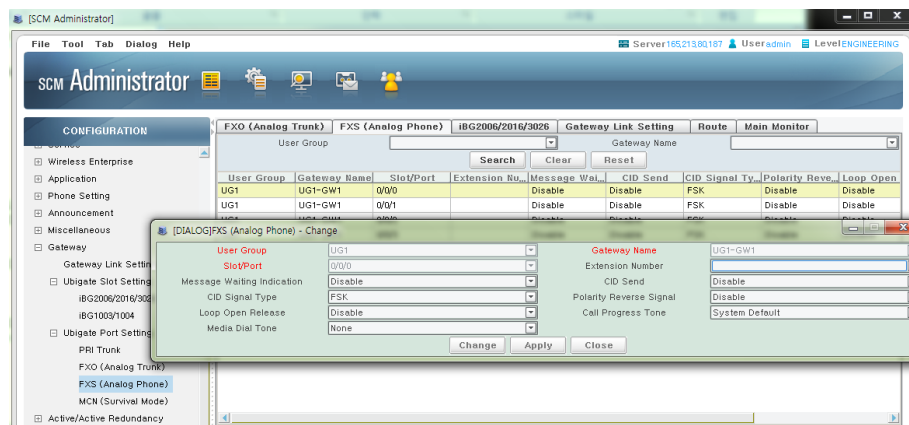 [SCM Administrator]
File Tool Tab Dialog Help
Server165,213,80,187 User admin Level ENGINEERING
SCM Administrator
CONFIGURATION
Wireless Enterprise
Application
Phone Setting
Announcement
Miscellaneous
Gateway
Gateway Link Settin
Ubigate Slot Setting
iBG2006/2016/302
iBG1003/1004
Ubigate Port Setting
PRI Trunk
FXO (Analog Trunk)
FXS (Analog Phone)
MCN (Survival Mode)
Active/Active Redundancy
FXO (Analog Trunk) FXS (Analog Phone) iBG2006/2016/3026 Gateway Link Setting Route Main Monitor
User Group Gateway Name
Search Clear Reset
User Group Gateway Name Slot/Port Extension Nu... Message Wai... CID Send CID Signal Ty... Polarity Reve... Loop Open
UG1 UG1-GW1 0/0/0 Disable Disable FSK Disable Disable
UG1 UG1-GW1 0/0/1 Disable Disable FSK Disable Disable
[DIALOG]FXS (Analog Phone) - Change
User Group UG1 Gateway Name UG1-GW1
Slot/Port 0/0/0 Extension Number
Message Waiting Indication Disable CID Send Disable
CID Signal Type FSK Polarity Reverse Signal Disable
Loop Open Release Disable Call Progress Tone System Default
Media Dial Tone None
Change Apply Close